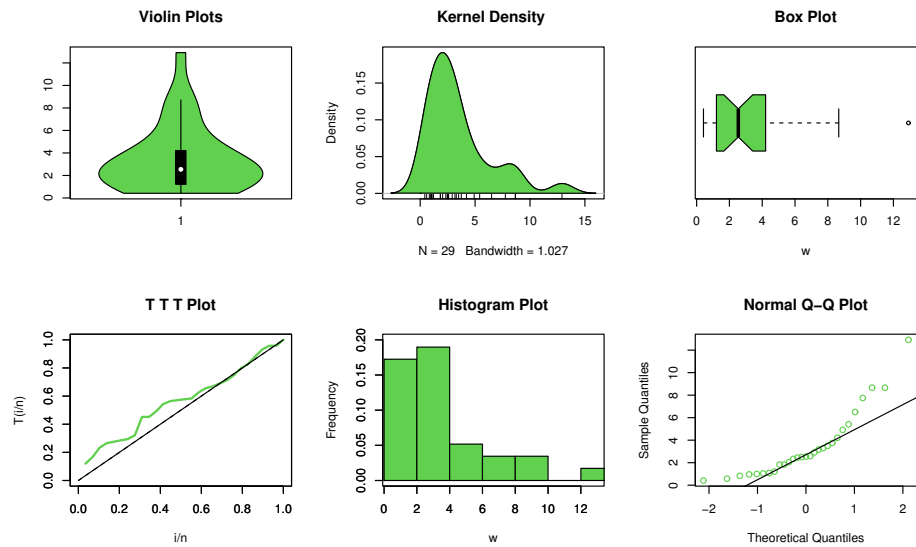 Violin Plots
0 2 4 6 8 10
1
Kernel Density
Density
0.00 0.05 0.10 0.15
0 5 10 15
N = 29 Bandwidth = 1.027
Box Plot
0 2 4 6 8 10 12
w
T T T Plot
T(i/n)
0.0 0.2 0.4 0.6 0.8 1.0
0.0 0.2 0.4 0.6 0.8 1.0
i/n
Histogram Plot
Frequency
0.00 0.05 0.10 0.15 0.20
0 2 4 6 8 12
w
Normal Q−Q Plot
Sample Quantiles
0 2 4 6 8 10
−2 −1 0 1 2
Theoretical Quantiles